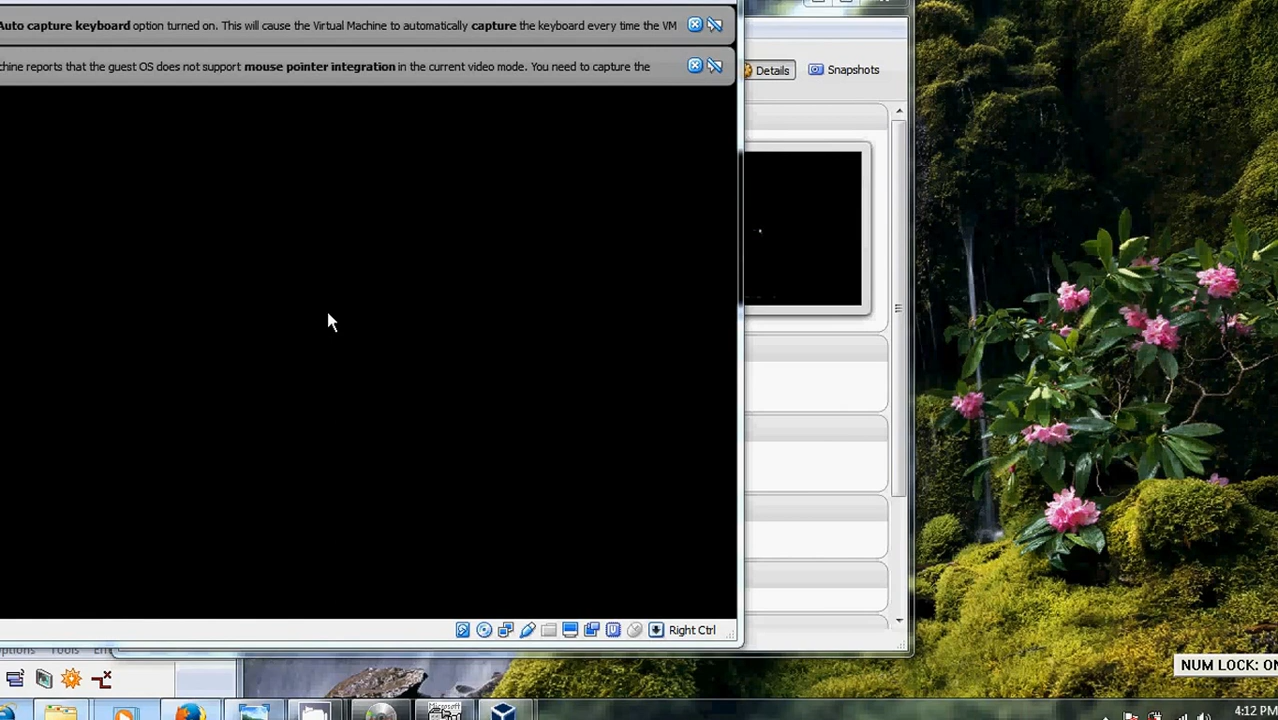 Auto capture keyboard option turned on. This will cause the Virtual Machine to automatically capture the keyboard every time the VM
chine reports that the guest OS does not support mouse pointer integration in the current video mode. You need to capture the
Details
Snapshots
Right Ctrl
ptions Tools
NUM LOCK: ON
Microsoft
4:12 PM